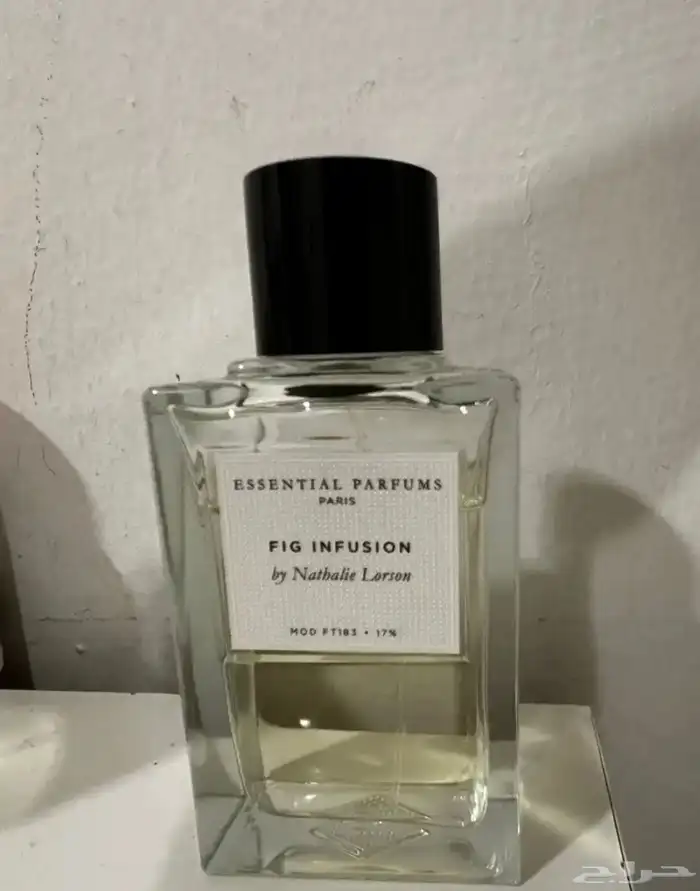 ESSENTIAL PARFUMS
PARIS
FIG INFUSION
by Nathalie Lorson
MOD FT183 • 17%
حراج